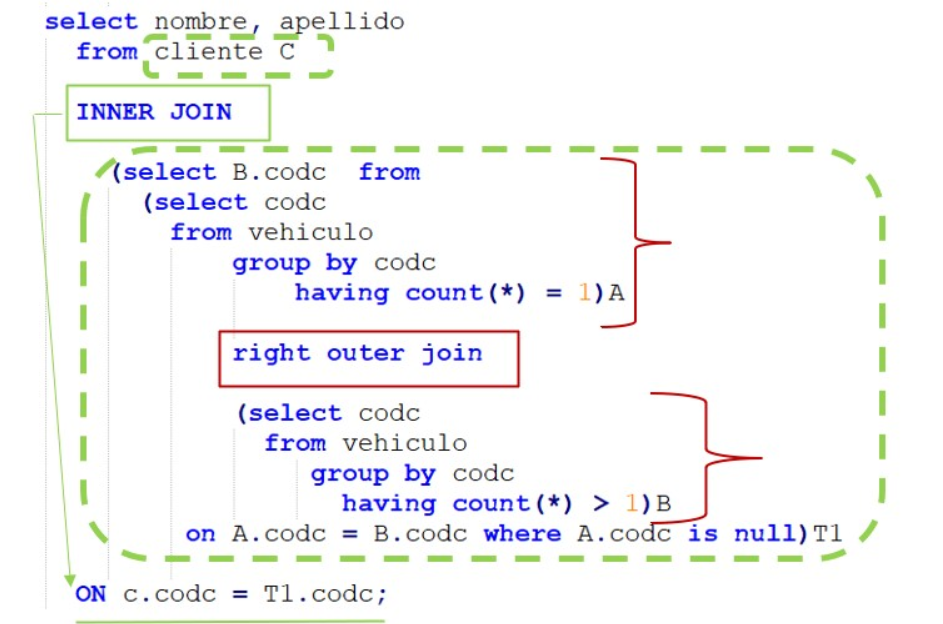 select nombre, apellido
from cliente C
INNER JOIN
(select B.codc from
(select codc
from vehiculo
group by codc
having count(*) = 1)A
right outer join
(select codc
from vehiculo
group by codc
having count(*) > 1)B
on A.codc = B.codc where A.codc is null)T1
ON c.codc = T1.codc;